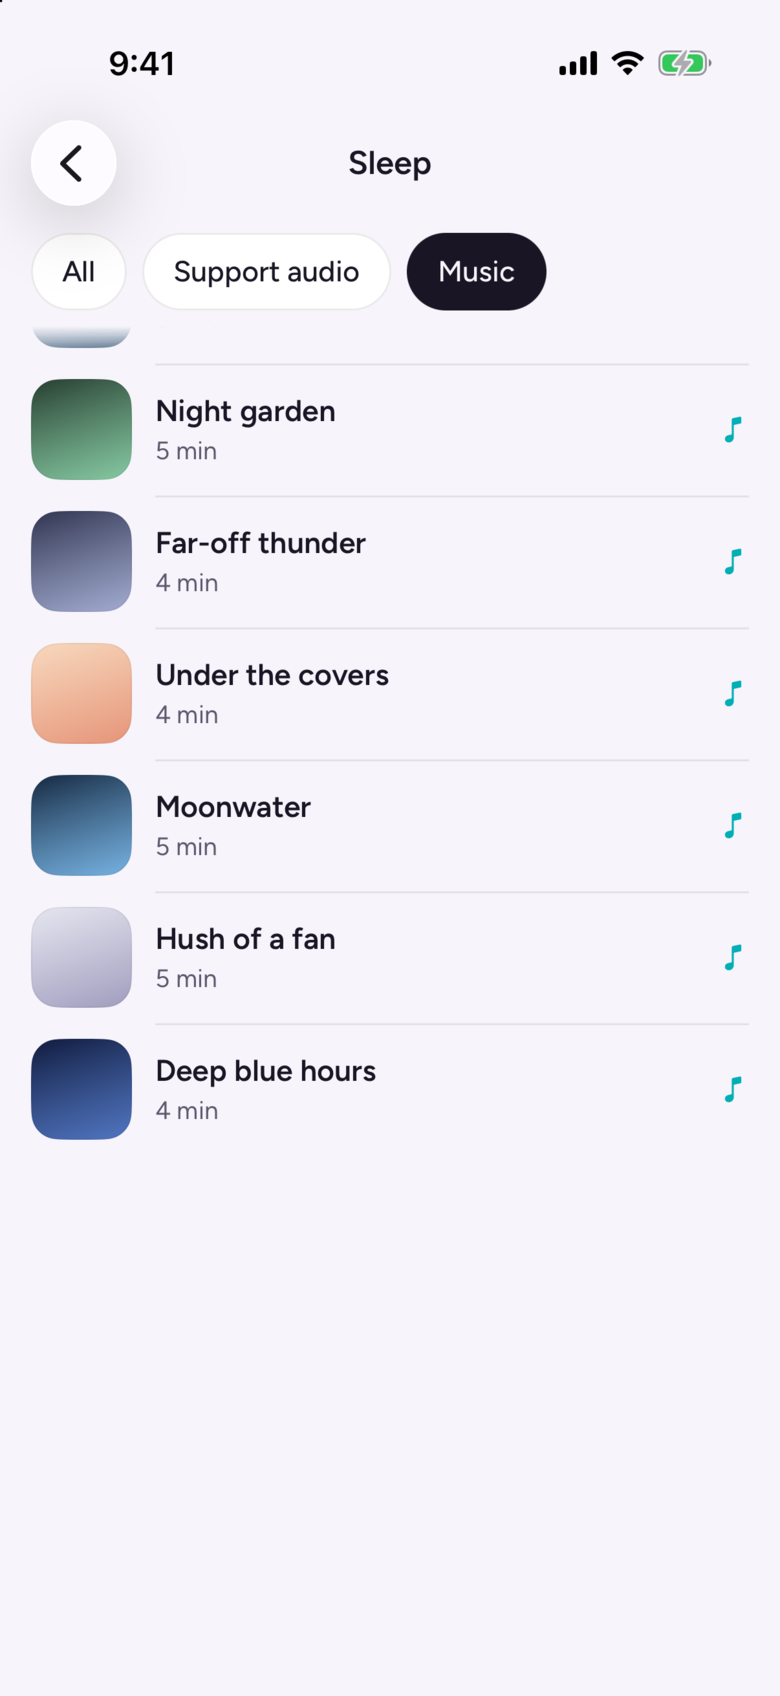 9:41
Sleep
All
Support audio
Music
Night garden
5 min
Far-off thunder
4 min
Under the covers
4 min
Moonwater
5 min
Hush of a fan
5 min
Deep blue hours
4 min